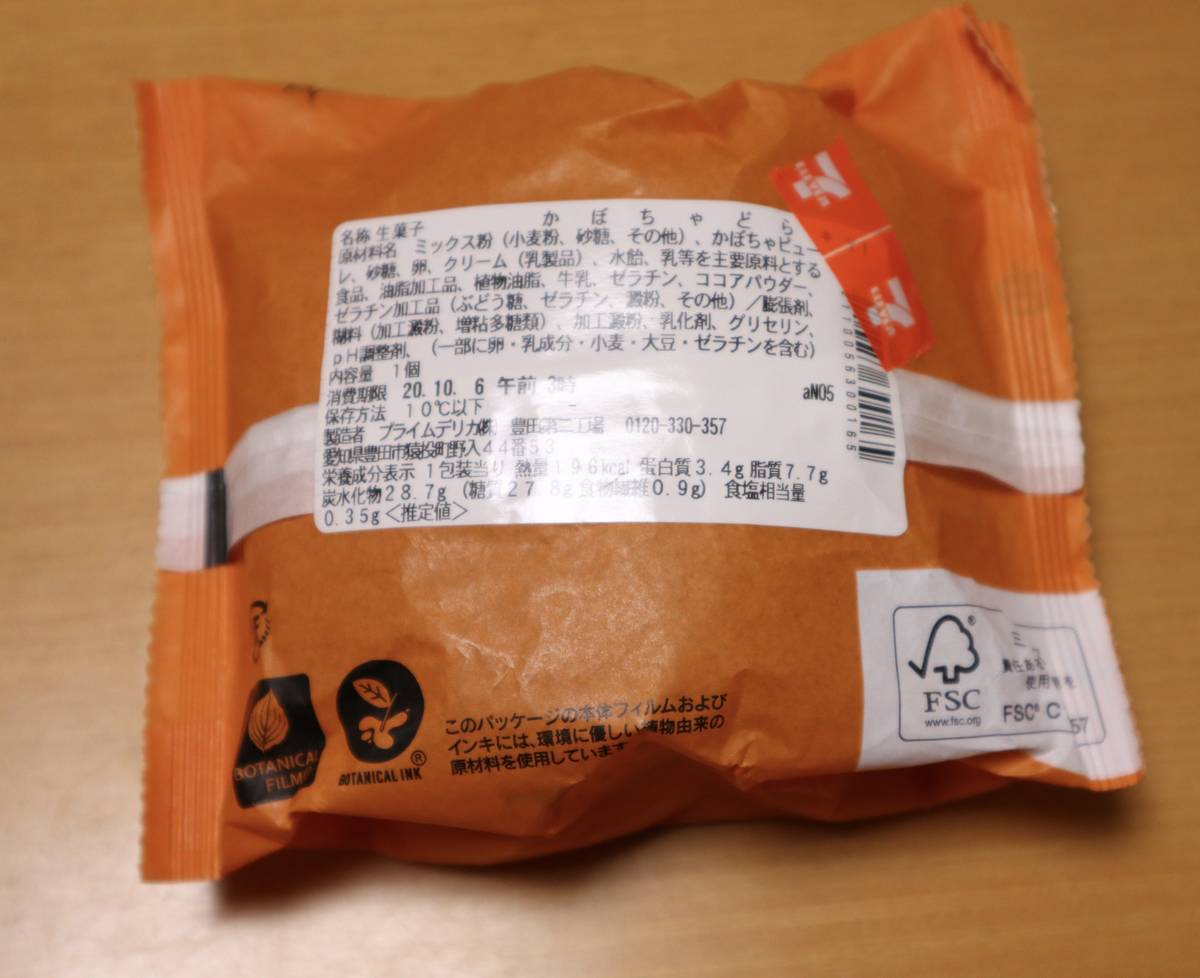 かぼちゃどら
名称 生菓子
原材料名 ミックス粉(小麦粉、砂糖、その他)、かぼちゃピュー
レ、砂糖、卵、クリーム(乳製品)、水飴、乳等を主要原料とする
食品、油脂加工品、植物油脂、牛乳、ゼラチン、ココアパウダー、
ゼラチン加工品(ぶどう糖、ゼラチン、澱粉、その他)/膨張剤、
糊料(加工澱粉、増粘多糖類)、加工澱粉、乳化剤、グリセリン、
pH調整剤、(一部に卵・乳成分・小麦・大豆・ゼラチンを含む)
内容量 1個
消費期限 20.10. 6 午前 3時
aN05
保存方法 10℃以下
製造者 プライムデリカ㈱ 豊田第二工場 0120-330-357
愛知県豊田市猿投町野入44番53
栄養成分表示 1包装当り 熱量196kcal 蛋白質3.4g 脂質7.7g
炭水化物28.7g (糖質27.8g 食物繊維0.9g) 食塩相当量
0.35g<推定値>
BOTANICAL
FILM
BOTANICAL INK
®
このパッケージの本体フィルムおよび
インキには、環境に優しい植物由来の
原材料を使用しています
FSC
www.fsc.org
ミ
責任ある
使用
FSC® C
57